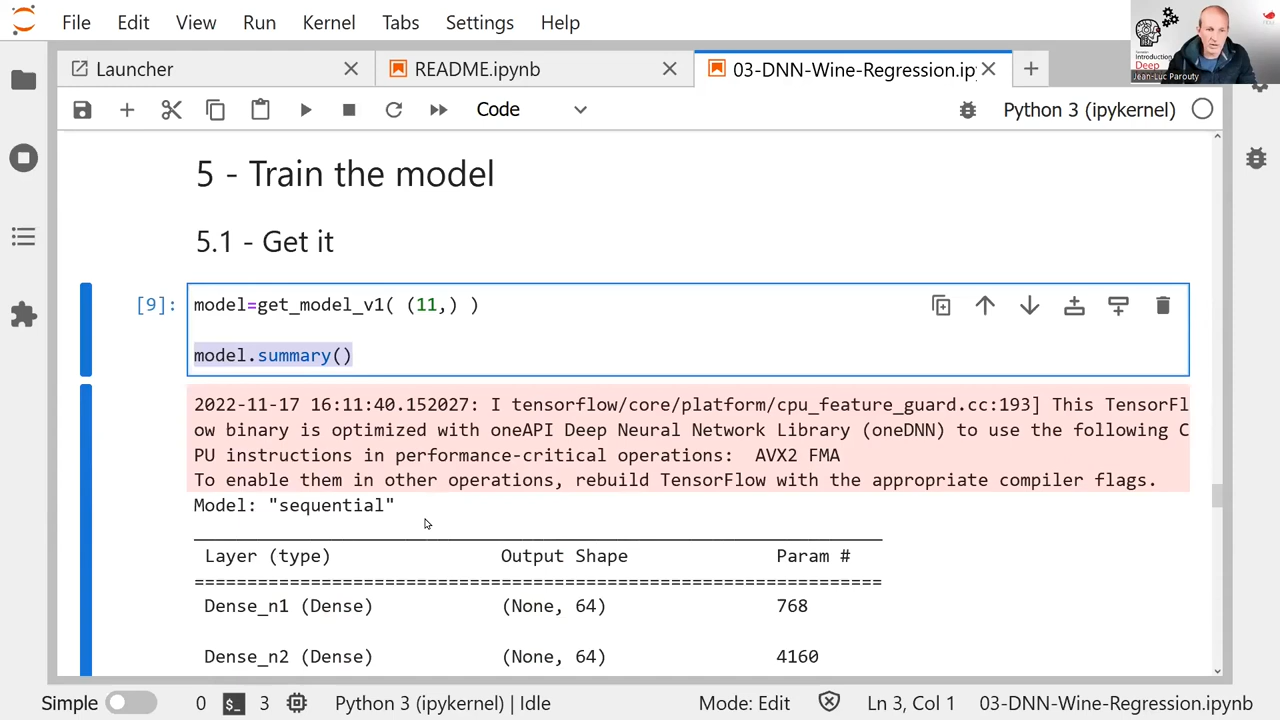 File Edit View Run Kernel Tabs Settings Help
Introduction
Deep
Jean-Luc Parouty
Launcher README.ipynb 03-DNN-Wine-Regression.ip
Code Python 3 (ipykernel)
5 - Train the model
5.1 - Get it
[9]: model=get_model_v1( (11,) )
model.summary()
2022-11-17 16:11:40.152027: I tensorflow/core/platform/cpu_feature_guard.cc:193] This TensorFl
ow binary is optimized with oneAPI Deep Neural Network Library (oneDNN) to use the following C
PU instructions in performance-critical operations:  AVX2 FMA
To enable them in other operations, rebuild TensorFlow with the appropriate compiler flags.
Model: "sequential"
Layer (type) Output Shape Param #
Dense_n1 (Dense) (None, 64) 768
Dense_n2 (Dense) (None, 64) 4160
Simple 0 $_ 3 Python 3 (ipykernel) | Idle Mode: Edit Ln 3, Col 1 03-DNN-Wine-Regression.ipynb